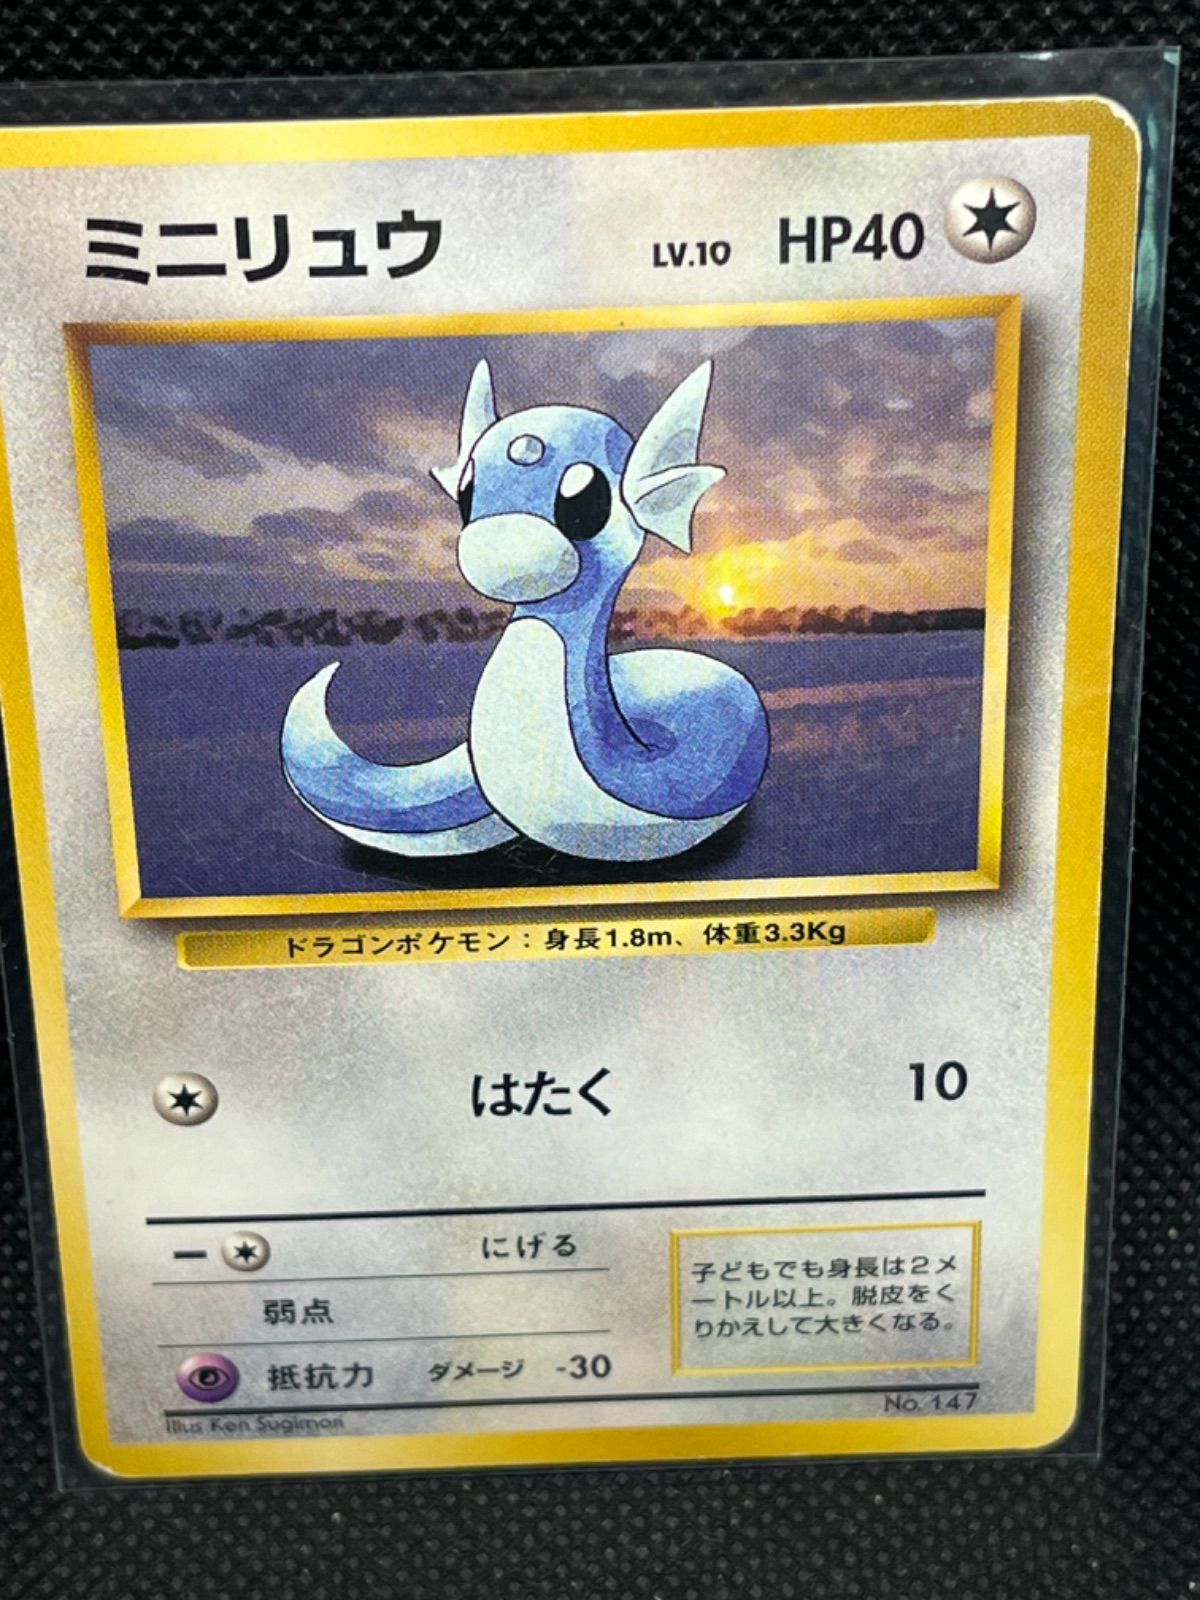 ミニリュウ LV.10 HP40
ドラゴンポケモン：身長1.8m、体重3.3Kg
はたく 10
ー にげる
弱点
抵抗力 ダメージ -30
子どもでも身長は２メ
ートル以上。脱皮をく
りかえして大きくなる。
No. 147
Illus. Ken Sugimori